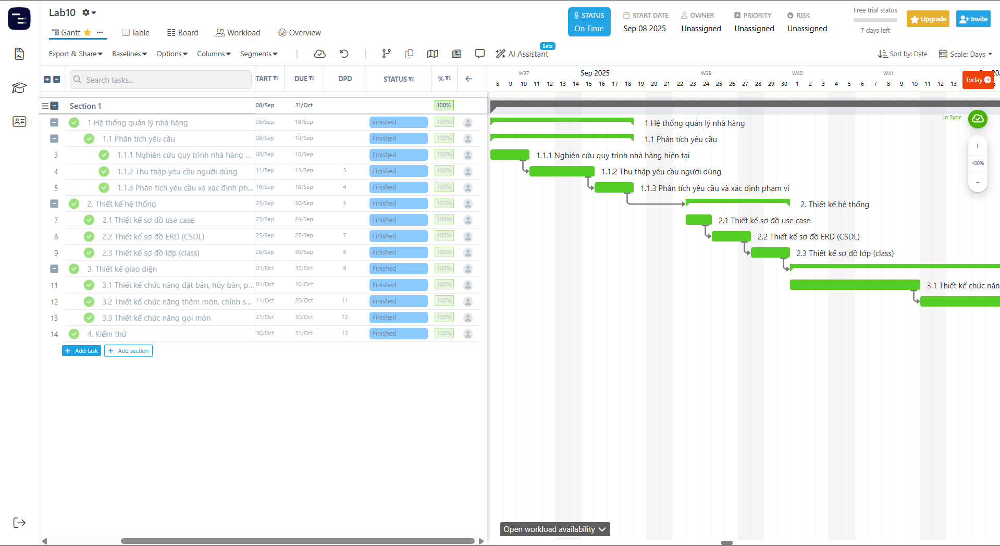 Lab10
STATUS
On Time
START DATE
Sep 08 2025
OWNER
Unassigned
PRIORITY
Unassigned
RISK
Unassigned
Free trial status
7 days left
Upgrade
Invite
Gantt
Table
Board
Workload
Overview
Export & Share
Baselines
Options
Columns
Segments
AI Assistant
Beta
Sort by: Date
Scale: Days
Search tasks...
TART
DUE
DPD
STATUS
%
W37 Sep 2025 W39 W40 W41
8 9 10 11 12 13 14 15 16 17 18 19 20 21 22 23 24 25 26 27 28 29 30 1 2 3 4 5 6 7 8 9 10 11 12 13
Today
Section 1 08/Sep 31/Oct 100%
1 Hệ thống quản lý nhà hàng 08/Sep 18/Sep Finished 100%
1.1 Phân tích yêu cầu 08/Sep 18/Sep Finished 100%
3 1.1.1 Nghiên cứu quy trình nhà hàng ... 08/Sep 10/Sep Finished 100%
4 1.1.2 Thu thập yêu cầu người dùng 11/Sep 15/Sep 3 Finished 100%
5 1.1.3 Phân tích yêu cầu và xác định ph... 16/Sep 18/Sep 4 Finished 100%
2. Thiết kế hệ thống 23/Sep 30/Sep 5 Finished 100%
7 2.1 Thiết kế sơ đồ use case 23/Sep 24/Sep Finished 100%
8 2.2 Thiết kế sơ đồ ERD (CSDL) 25/Sep 27/Sep 7 Finished 100%
9 2.3 Thiết kế sơ đồ lớp (class) 28/Sep 30/Sep 8 Finished 100%
3. Thiết kế giao diện 01/Oct 30/Oct 9 Finished 100%
11 3.1 Thiết kế chức năng đặt bàn, hủy bàn, p... 01/Oct 10/Oct Finished 100%
12 3.2 Thiết kế chức năng thêm món, chỉnh s... 11/Oct 20/Oct 11 Finished 100%
13 3.3 Thiết kế chức năng gọi món 21/Oct 30/Oct 12 Finished 100%
14 4. Kiểm thử 30/Oct 31/Oct 13 Finished 100%
Add task
Add section
1 Hệ thống quản lý nhà hàng
1.1 Phân tích yêu cầu
1.1.1 Nghiên cứu quy trình nhà hàng hiện tại
1.1.2 Thu thập yêu cầu người dùng
1.1.3 Phân tích yêu cầu và xác định phạm vi
2. Thiết kế hệ thống
2.1 Thiết kế sơ đồ use case
2.2 Thiết kế sơ đồ ERD (CSDL)
2.3 Thiết kế sơ đồ lớp (class)
3.1 Thiết kế chức năn
In Sync
+
100%
-
Open workload availability